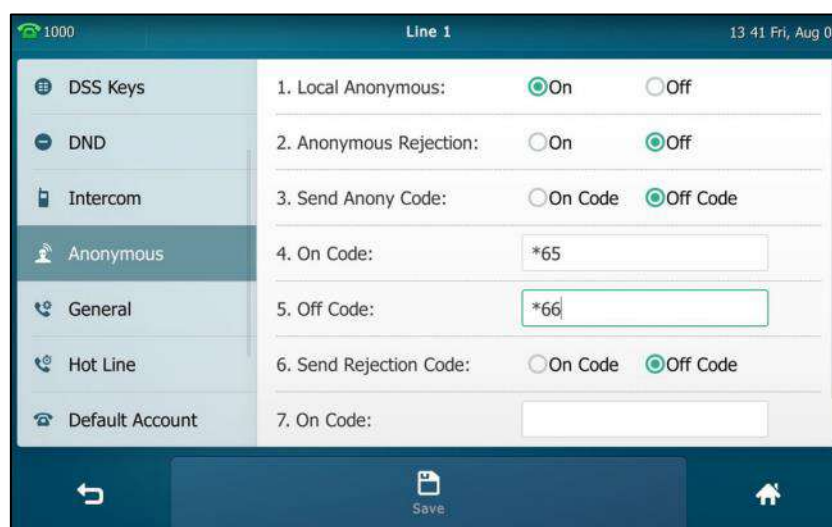 1000 Line 1 13 41 Fri, Aug 0
DSS Keys
DND
Intercom
Anonymous
General
Hot Line
Default Account
1. Local Anonymous: On Off
2. Anonymous Rejection: On Off
3. Send Anony Code: On Code Off Code
4. On Code: *65
5. Off Code: *66
6. Send Rejection Code: On Code Off Code
7. On Code:
Save